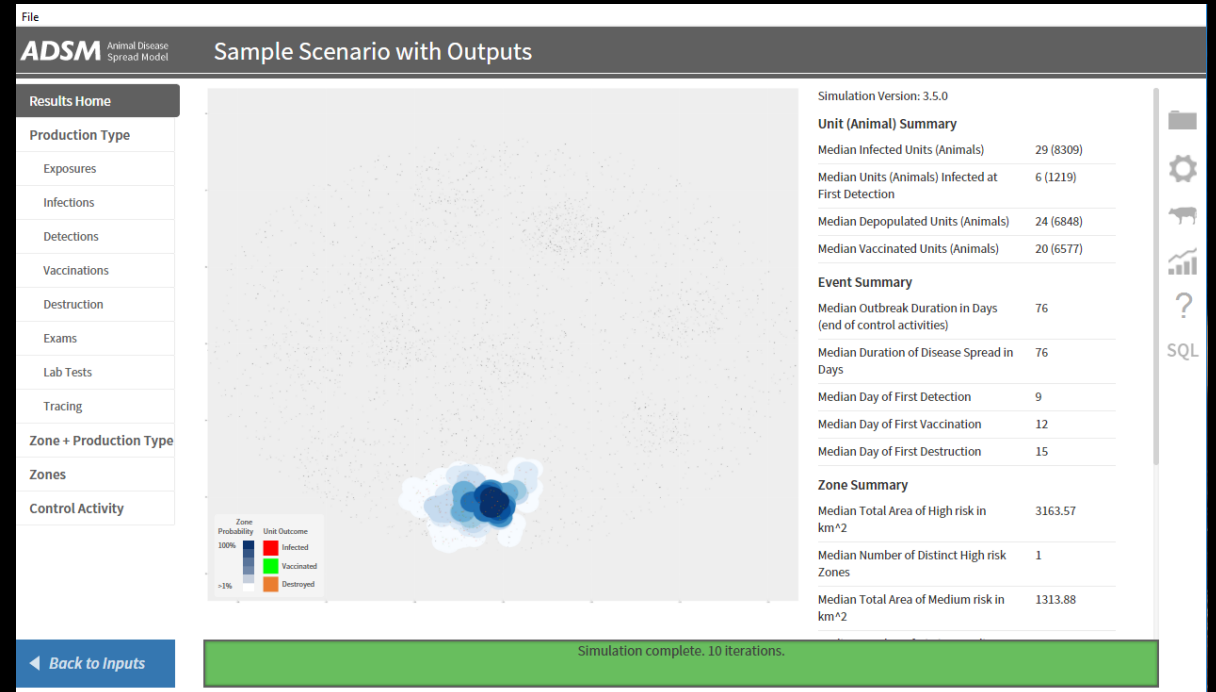 File
ADSM Animal Disease
Spread Model
Sample Scenario with Outputs
Results Home
Production Type
Exposures
Infections
Detections
Vaccinations
Destruction
Exams
Lab Tests
Tracing
Zone + Production Type
Zones
Control Activity
Back to Inputs
Zone
Probability
100%
>1%
Unit Outcome
Infected
Vaccinated
Destroyed
Simulation Version: 3.5.0
Unit (Animal) Summary
Median Infected Units (Animals) 29 (8309)
Median Units (Animals) Infected at 6 (1219)
First Detection
Median Depopulated Units (Animals) 24 (6848)
Median Vaccinated Units (Animals) 20 (6577)
Event Summary
Median Outbreak Duration in Days 76
(end of control activities)
Median Duration of Disease Spread in 76
Days
Median Day of First Detection 9
Median Day of First Vaccination 12
Median Day of First Destruction 15
Zone Summary
Median Total Area of High risk in 3163.57
km^2
Median Number of Distinct High risk 1
Zones
Median Total Area of Medium risk in 1313.88
km^2
?
SQL
Simulation complete. 10 iterations.